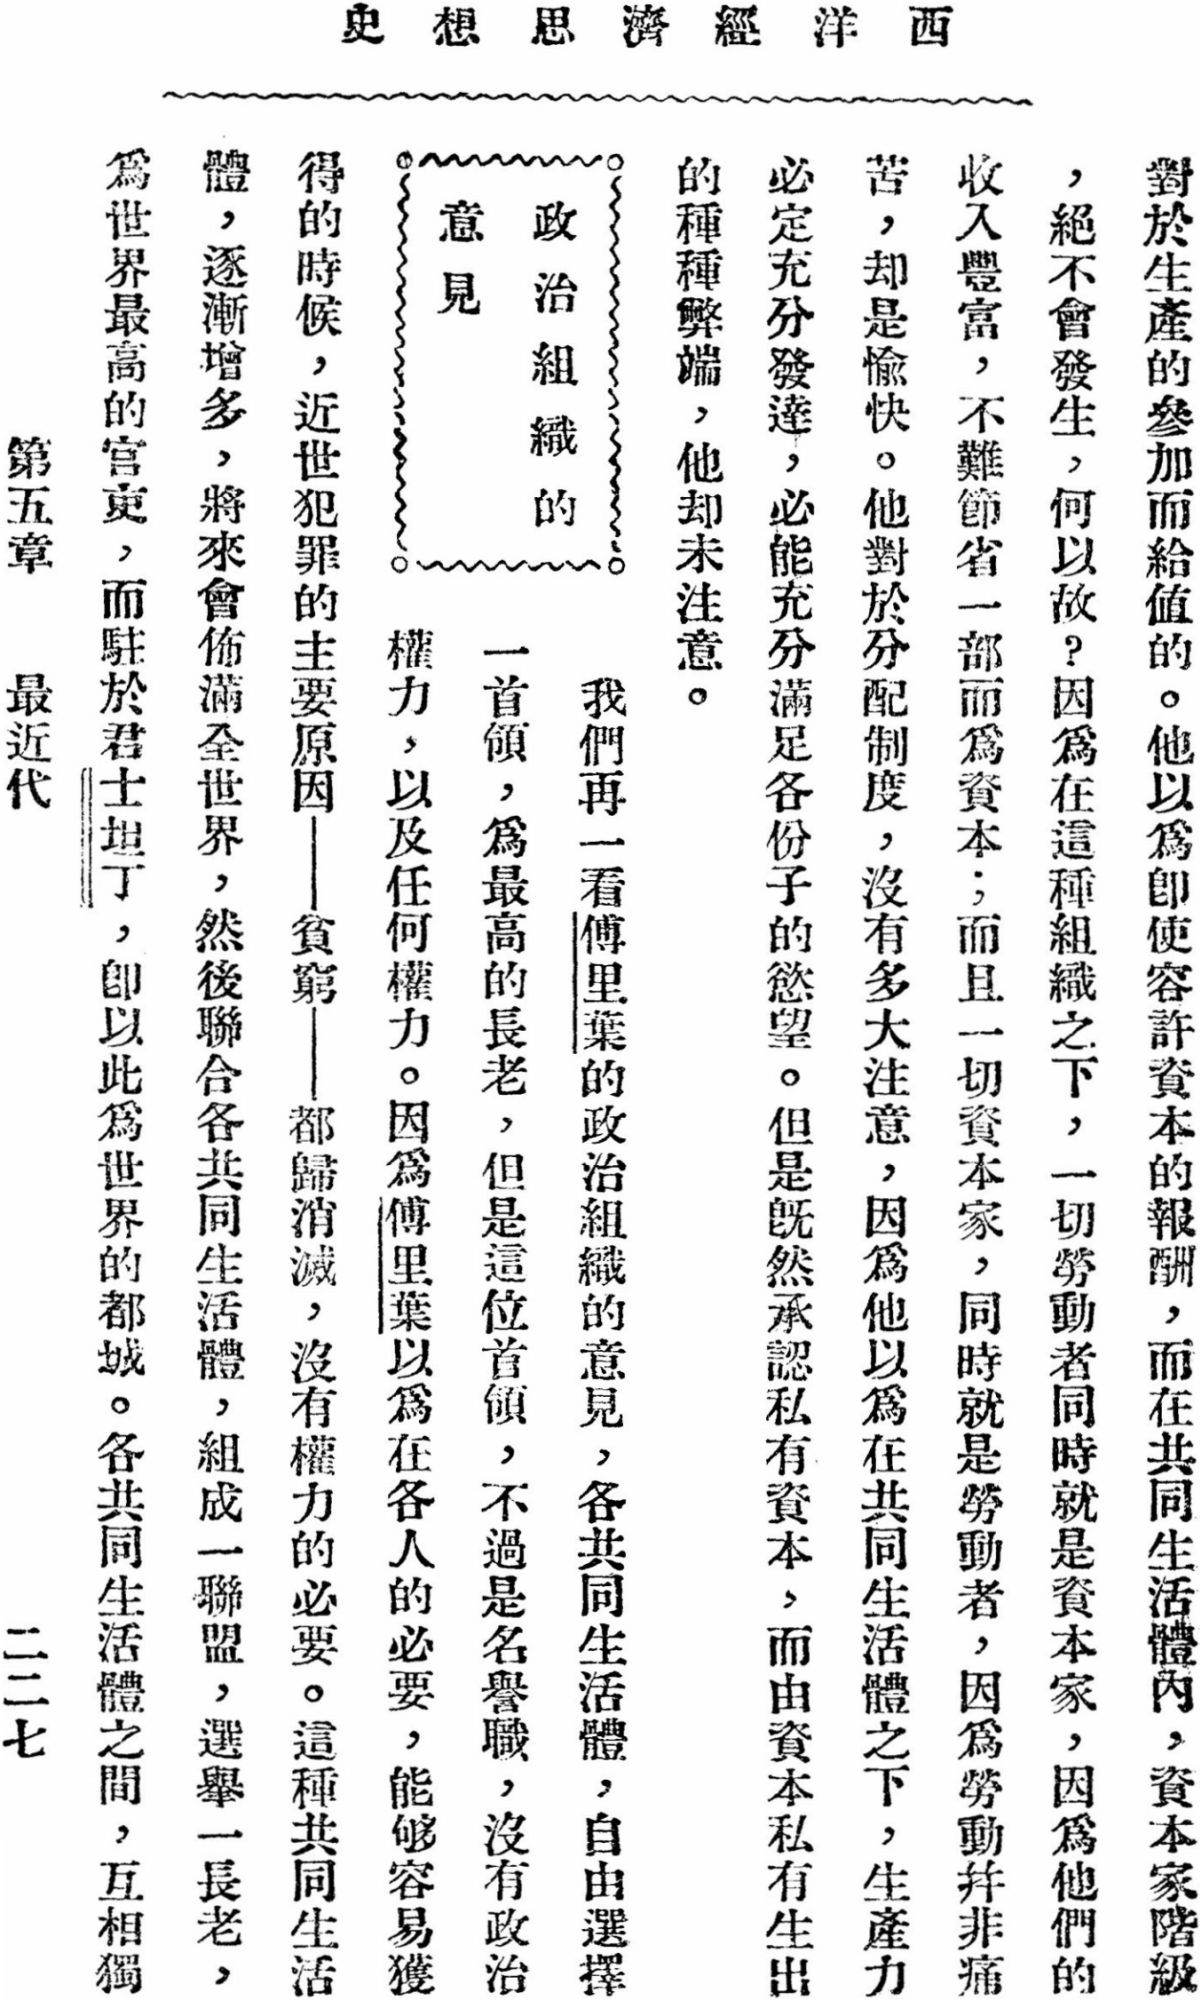 西洋經濟思想史
對於生產的參加而給值的。他以爲卽使容許資本的報酬，而在共同生活體內，資本家階級
，絕不會發生，何以故？因爲在這種組織之下，一切勞動者同時就是資本家，因爲他們的
收入豐富，不難節省一部而爲資本；而且一切資本家，同時就是勞動者，因爲勞動幷非痛
苦，却是愉快。他對於分配制度，沒有多大注意，因爲他以爲在共同生活體之下，生產力
必定充分發達，必能充分滿足各份子的慾望。但是旣然承認私有資本，而由資本私有生出
的種種弊端，他却未注意。
政治組織的
意見
我們再一看傅里葉的政治組織的意見，各共同生活體，自由選擇
一首領，爲最高的長老，但是這位首領，不過是名譽職，沒有政治
權力，以及任何權力。因爲傅里葉以爲在各人的必要，能够容易獲
得的時候，近世犯罪的主要原因——貧窮——都歸消滅，沒有權力的必要。這種共同生活
體，逐漸增多，將來會佈滿全世界，然後聯合各共同生活體，組成一聯盟，選舉一長老，
爲世界最高的官吏，而駐於君士坦丁，卽以此爲世界的都城。各共同生活體之間，互相獨
第五章　最近代　二二七